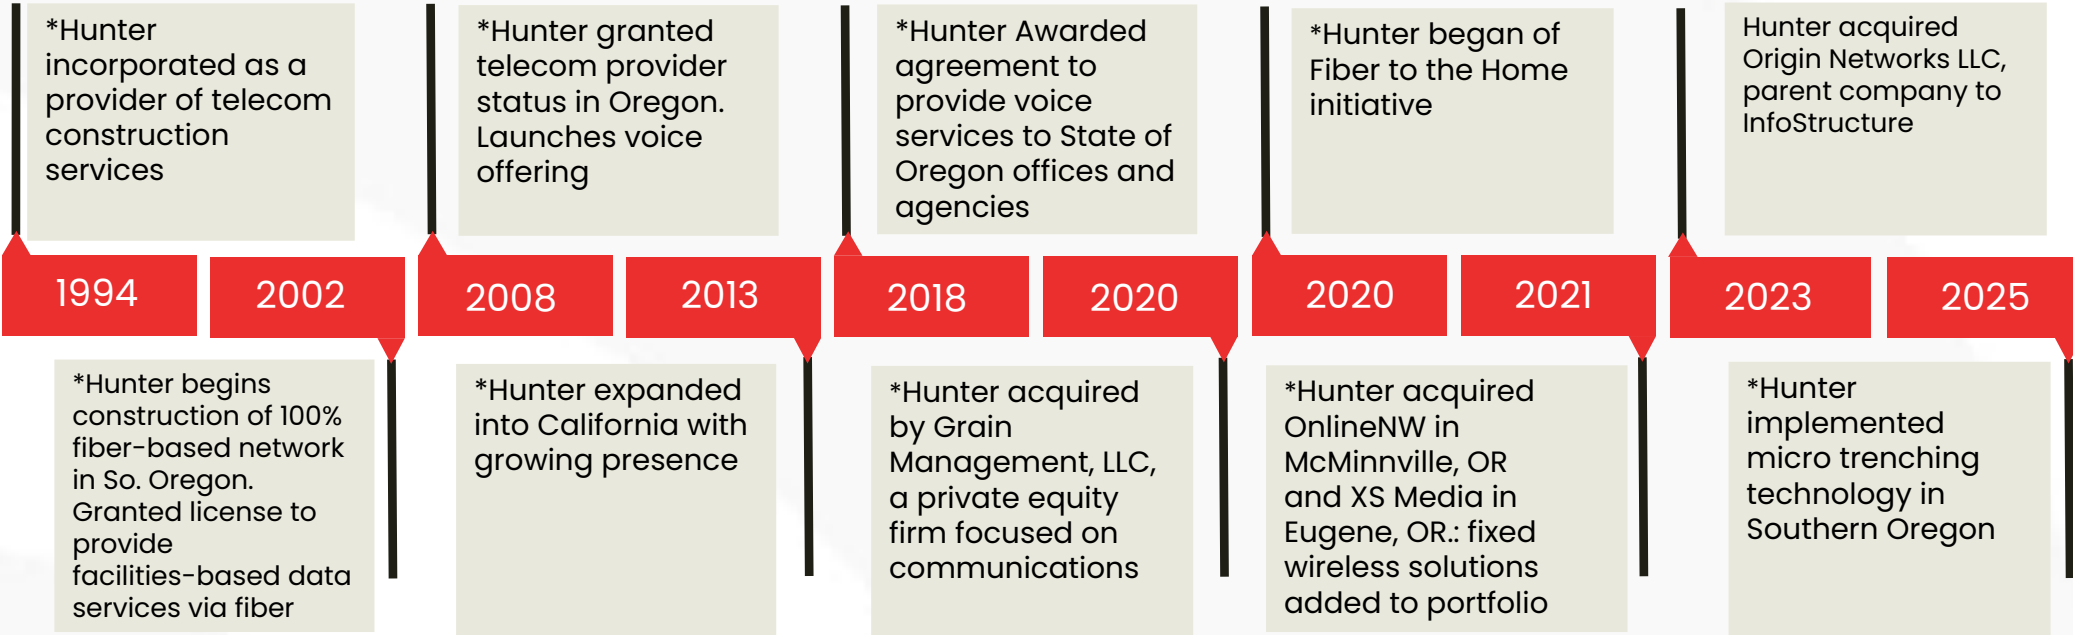 *Hunter
incorporated as a
provider of telecom
construction
services
*Hunter granted
telecom provider
status in Oregon.
Launches voice
offering
*Hunter Awarded
agreement to
provide voice
services to State of
Oregon offices and
agencies
*Hunter began of
Fiber to the Home
initiative
Hunter acquired
Origin Networks LLC,
parent company to
InfoStructure
1994
2002
2008
2013
2018
2020
2020
2021
2023
2025
*Hunter begins
construction of 100%
fiber-based network
in So. Oregon.
Granted license to
provide
facilities-based data
services via fiber
*Hunter expanded
into California with
growing presence
*Hunter acquired
by Grain
Management, LLC,
a private equity
firm focused on
communications
*Hunter acquired
OnlineNW in
McMinnville, OR
and XS Media in
Eugene, OR.: fixed
wireless solutions
added to portfolio
*Hunter
implemented
micro trenching
technology in
Southern Oregon